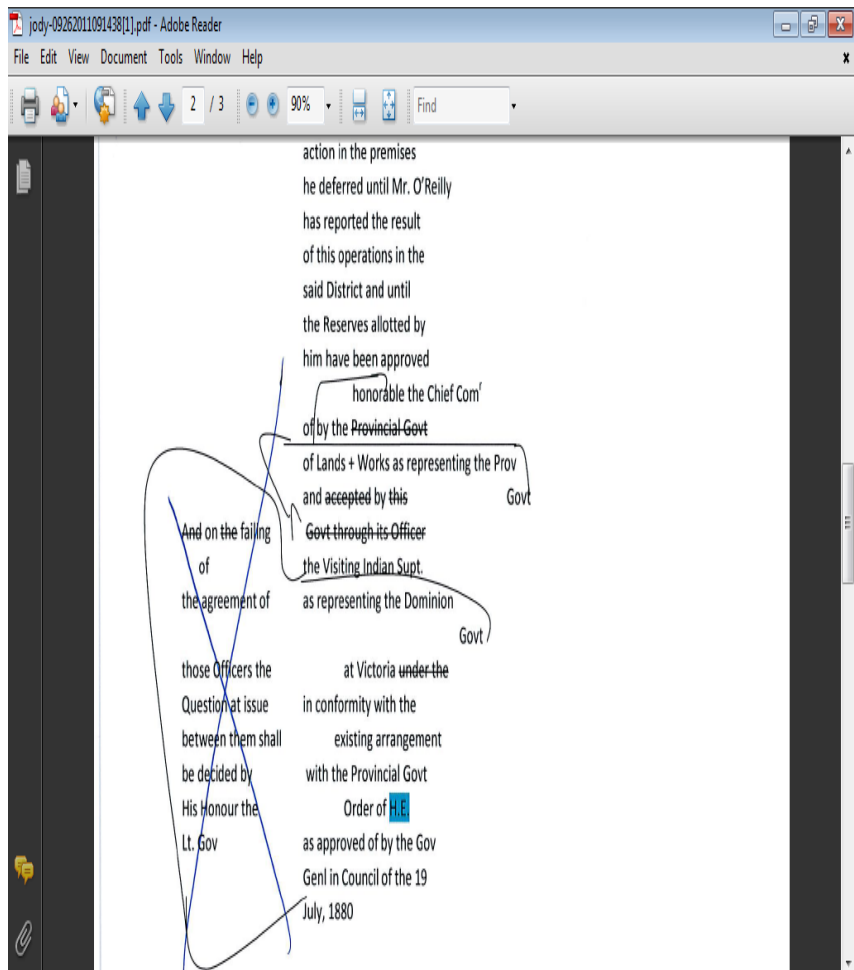 jody-09262011091438[1].pdf - Adobe Reader
File Edit View Document Tools Window Help
2 / 3 90% Find
action in the premises
he deferred until Mr. O'Reilly
has reported the result
of this operations in the
said District and until
the Reserves allotted by
him have been approved
honorable the Chief Comʳ
of by the Provincial Govt
of Lands + Works as representing the Prov
and accepted by this Govt
And on the failing Govt through its Officer
of the Visiting Indian Supt.
the agreement of as representing the Dominion
Govt
those Officers the at Victoria under the
Question at issue in conformity with the
between them shall existing arrangement
be decided by with the Provincial Govt
His Honour the Order of H.E.
Lt. Gov as approved of by the Gov
Genl in Council of the 19
July, 1880